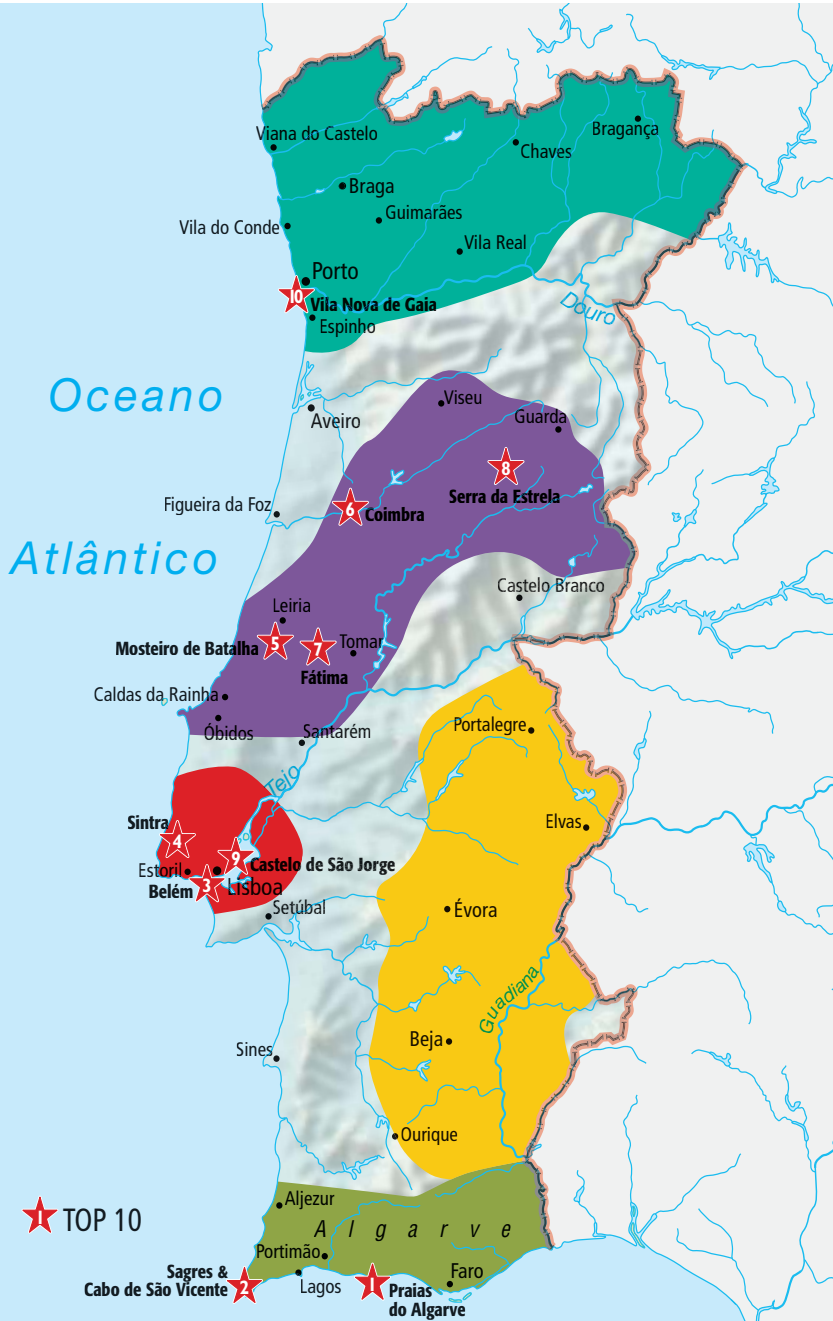 Viana do Castelo
Bragança
Chaves
Braga
Guimarães
Vila do Conde
Vila Real
Porto
10
Vila Nova de Gaia
Espinho
Douro
Oceano
Atlântico
Aveiro
Viseu
Guarda
8
Serra da Estrela
Figueira da Foz
6
Coimbra
Castelo Branco
Leiria
Mosteiro de Batalha
5
7
Fátima
Tomar
Caldas da Rainha
Óbidos
Santarém
Portalegre
Tejo
Elvas
Sintra
4
9
Castelo de São Jorge
Estoril
Belém
3
Lisboa
Setúbal
Évora
Guadiana
Beja
Sines
Ourique
Aljezur
Algarve
1
TOP 10
Portimão
Sagres &
Cabo de São Vicente
2
Lagos
1
Praias
do Algarve
Faro